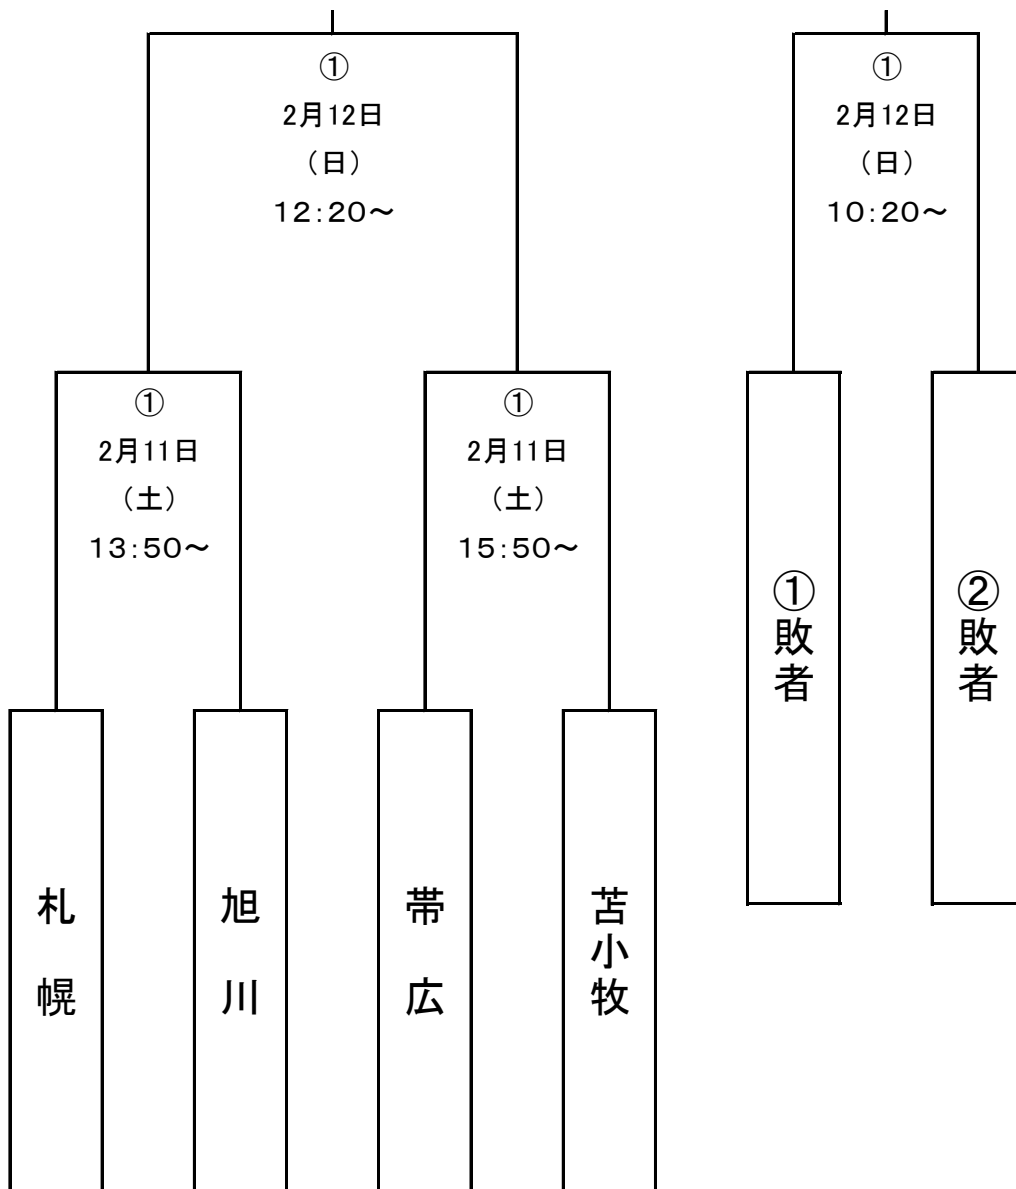 ①
2月12日
（日）
12:20～
①
2月12日
（日）
10:20～
①
2月11日
（土）
13:50～
①
2月11日
（土）
15:50～
①敗者
②敗者
札幌
旭川
帯広
苫小牧